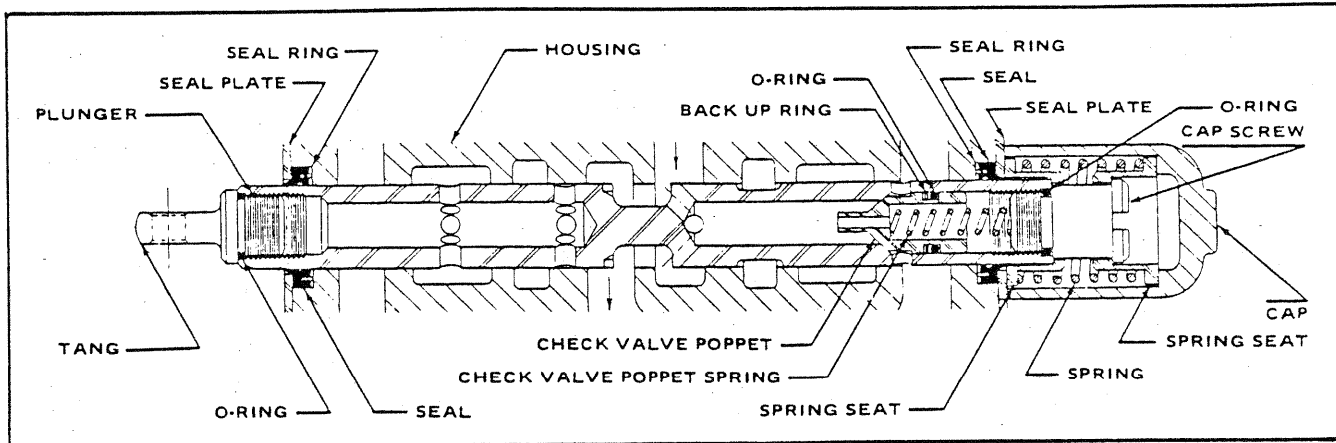 SEAL RING
SEAL PLATE
PLUNGER
HOUSING
SEAL RING
O-RING
SEAL
BACK UP RING
SEAL PLATE
O-RING
CAP SCREW
TANG
O-RING
SEAL
CHECK VALVE POPPET
CHECK VALVE POPPET SPRING
SPRING SEAT
SPRING
SPRING SEAT
CAP